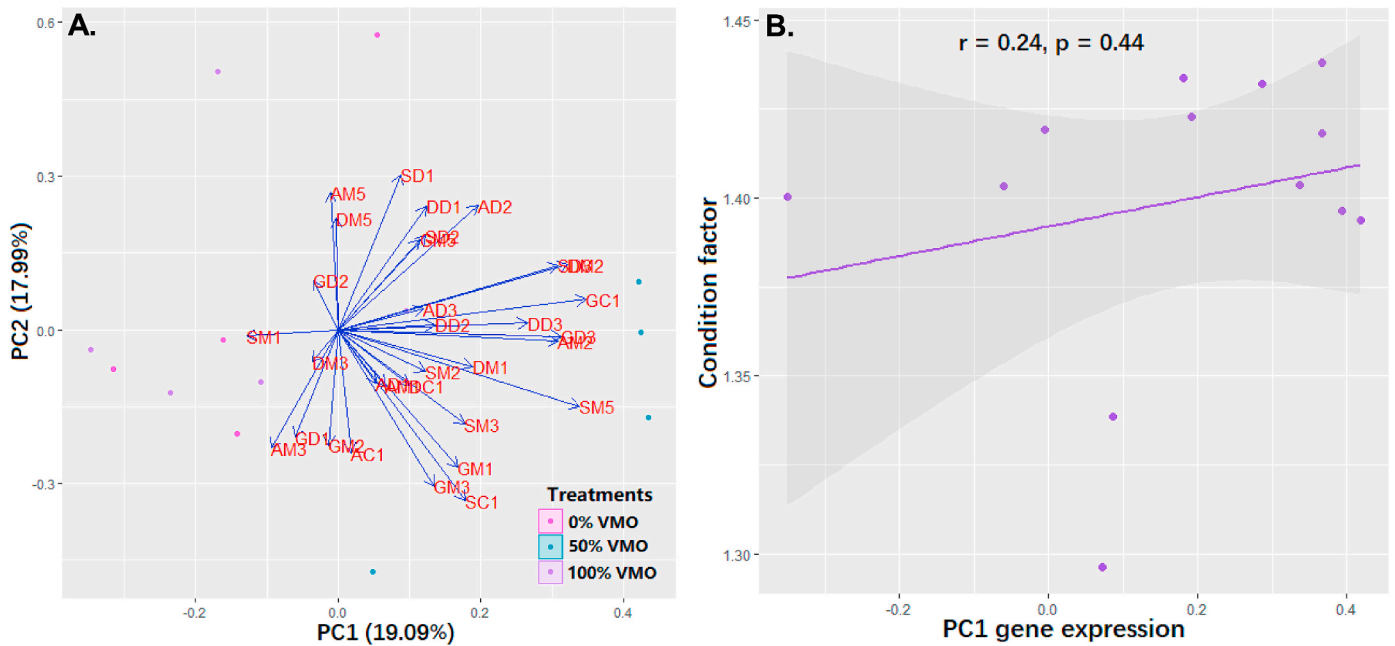 A.
0.6
0.3
0.0
-0.3
-0.2
0.0
0.2
0.4
PC2 (17.99%)
PC1 (19.09%)
SD1
AM5
DM5
DD1
AD2
SD2
GD2
GC1
AD3
DD2
DD3
GD3
AM2
SM1
DM3
SM2
DM1
SM5
SM3
AM3
GD1
GM2
AC1
GM1
GM3
SC1
Treatments
0% VMO
50% VMO
100% VMO
B.
r = 0.24, p = 0.44
1.45
1.40
1.35
1.30
-0.2
0.0
0.2
0.4
Condition factor
PC1 gene expression